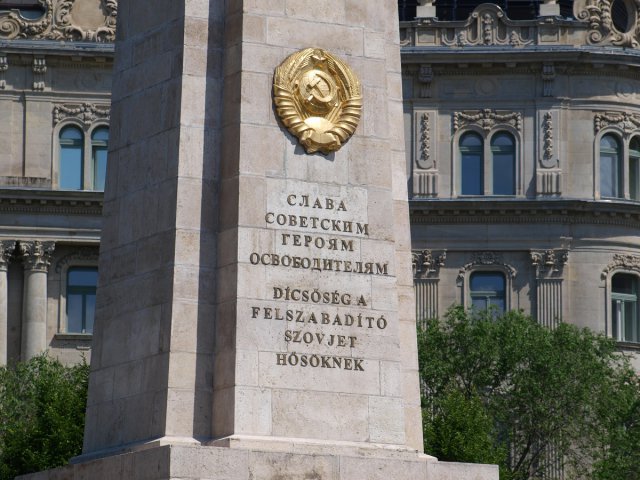 СЛАВА
СОВЕТСКИМ
ГЕРОЯМ
ОСВОБОДИТЕЛЯМ
DICSŐSÉG A
FELSZABADÍTÓ
SZOVJET
HŐSÖKNEK